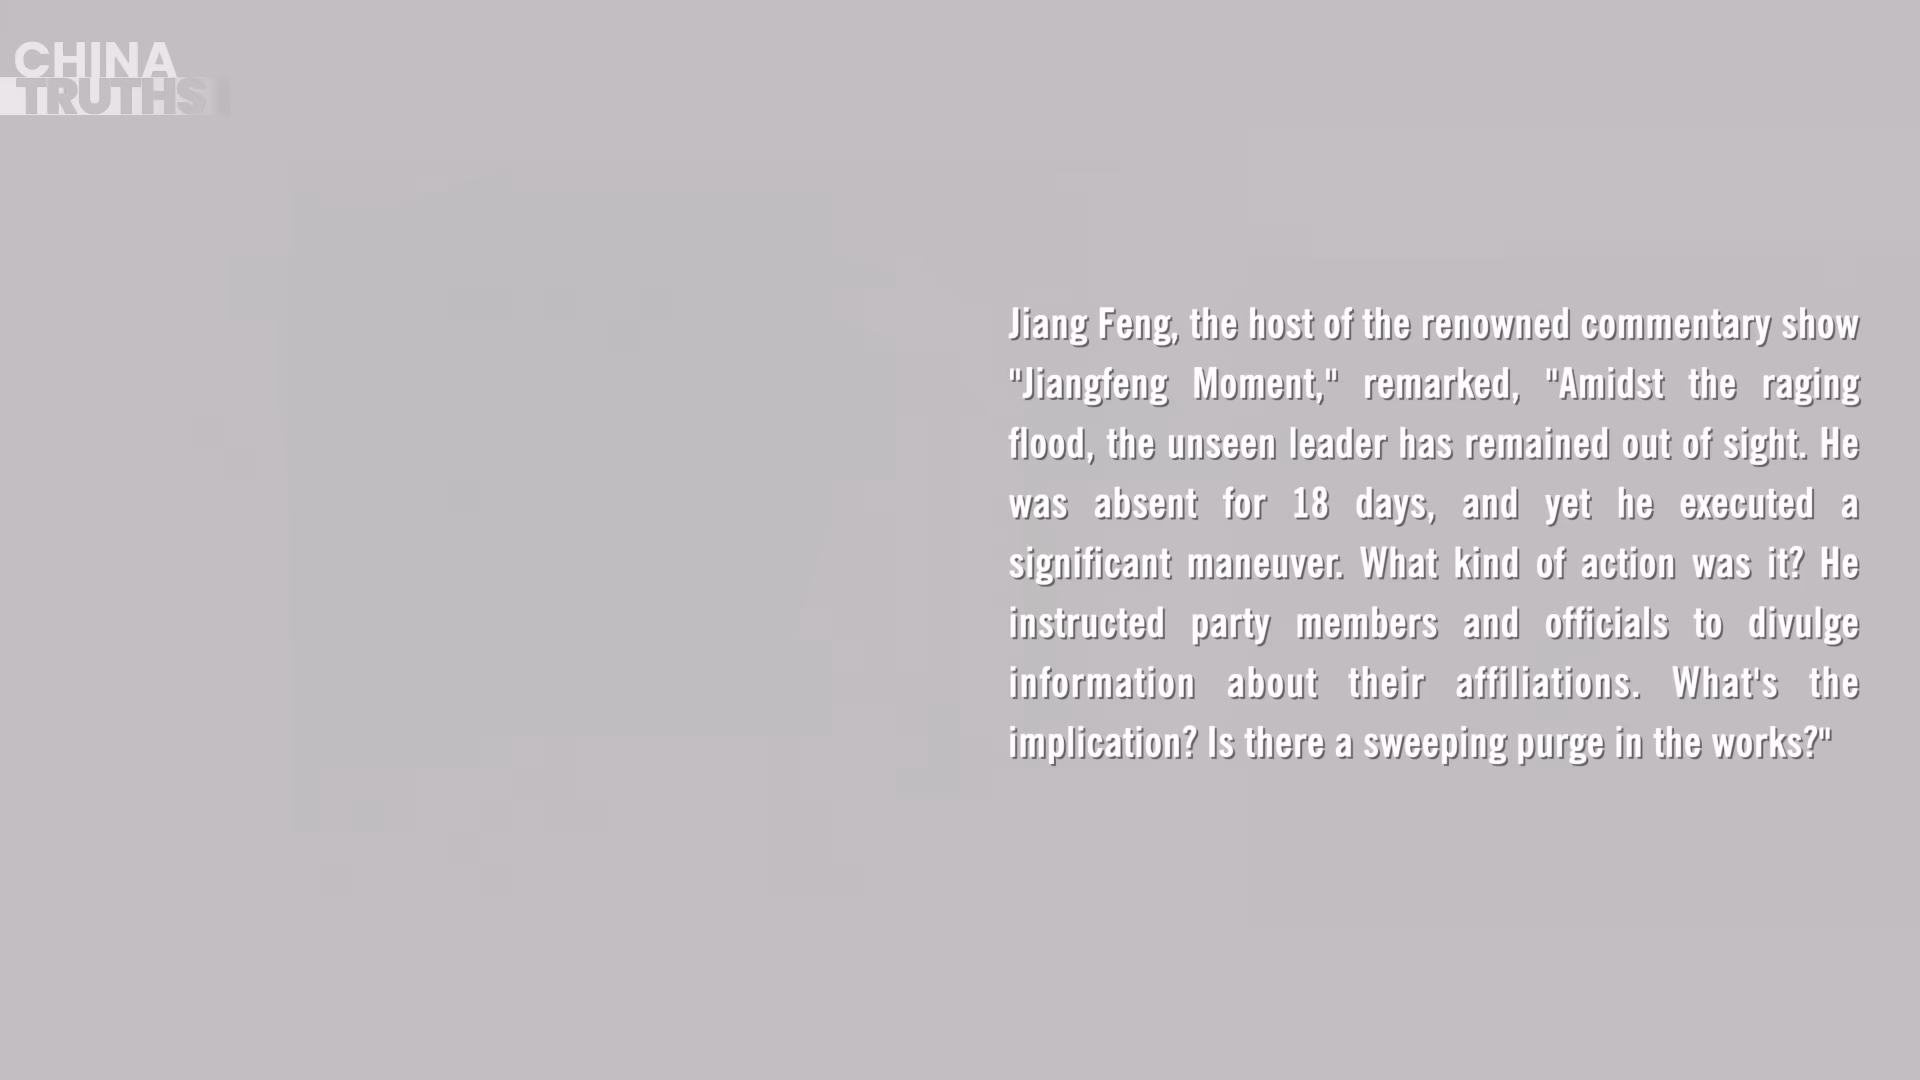 CHINA
TRUTHS
Jiang Feng, the host of the renowned commentary show
"Jiangfeng Moment," remarked, "Amidst the raging
flood, the unseen leader has remained out of sight. He
was absent for 18 days, and yet he executed a
significant maneuver. What kind of action was it? He
instructed party members and officials to divulge
information about their affiliations. What's the
implication? Is there a sweeping purge in the works?"